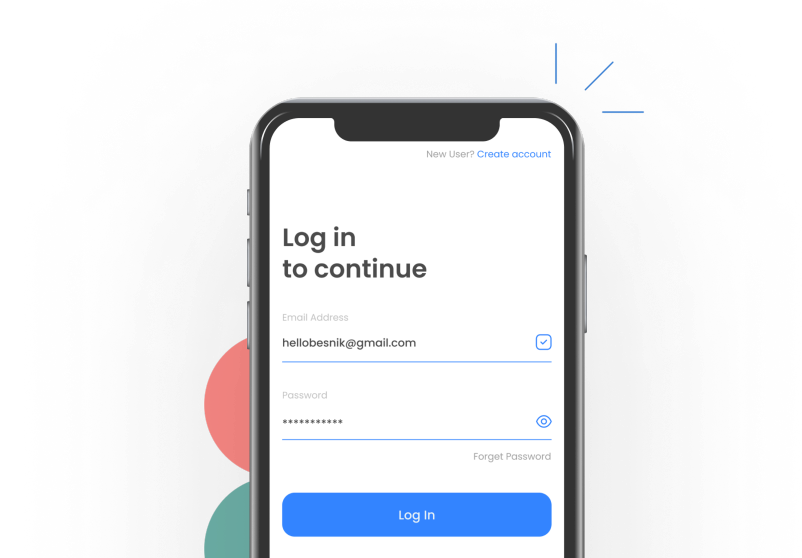 New User? Create account
Log in
to continue
Email Address
hellobesnik@gmail.com
Password
***********
Forget Password
Log In